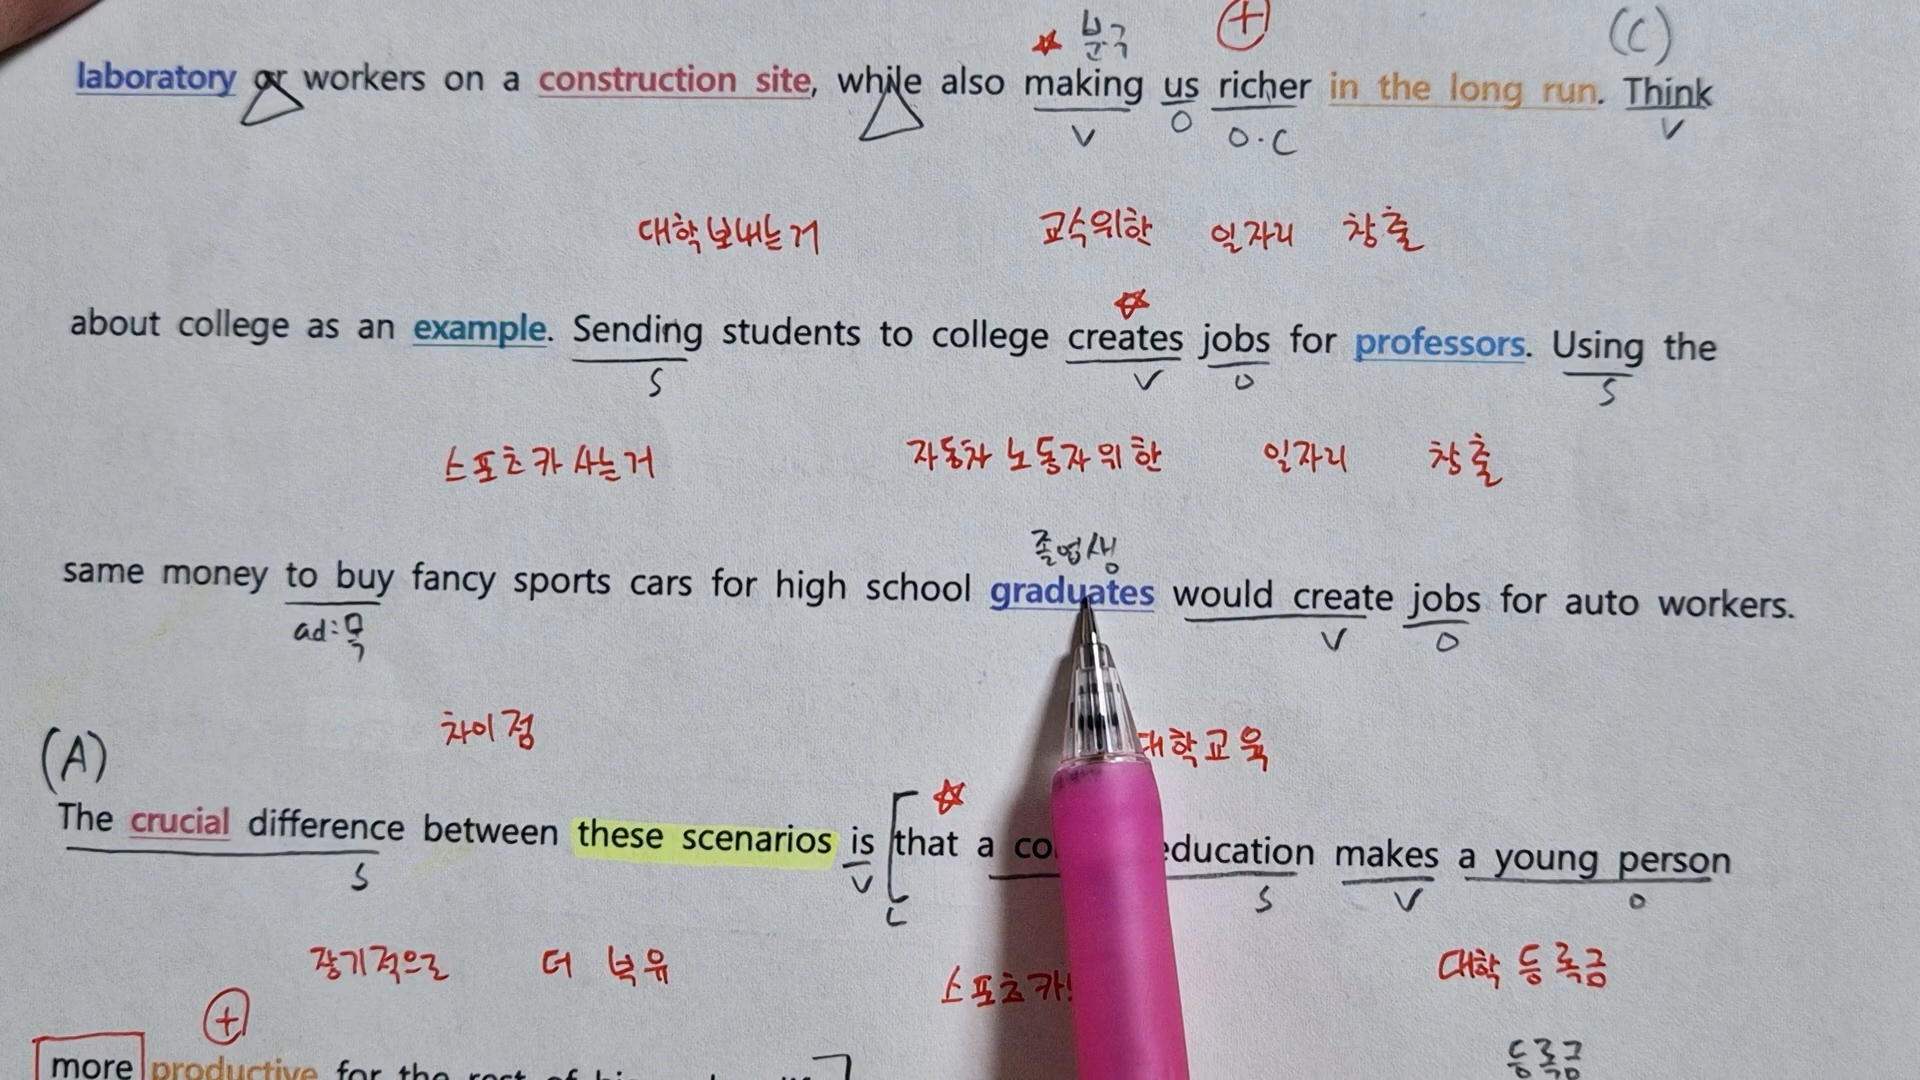 분구 + (C)
laboratory or workers on a construction site, while also making us richer in the long run. Think
V O O.C V
대학 보내는거 교수위한 일자리 창출
about college as an example. Sending students to college creates jobs for professors. Using the
S V O S
스포츠카 사는거 자동차 노동자 위한 일자리 창출
졸업생
same money to buy fancy sports cars for high school graduates would create jobs for auto workers.
ad:목 V O
(A) 차이점 대학교육
The crucial difference between these scenarios is [that a education makes a young person
S V C S V O
장기적으로 더 부유 스포츠카 대학 등록금
+ 등록금
more productive for the rest of